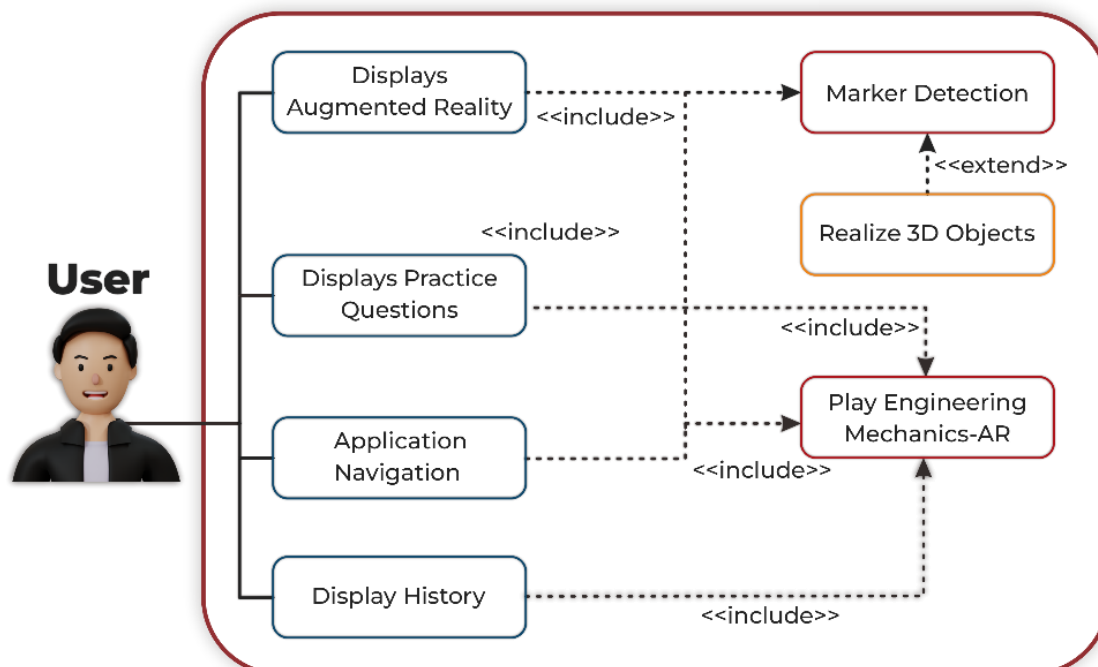 Displays
Augmented Reality
<<include>>
Marker Detection
<<extend>>
Realize 3D Objects
<<include>>
User
Displays Practice
Questions
<<include>>
Play Engineering
Mechanics-AR
Application
Navigation
<<include>>
Display History
<<include>>